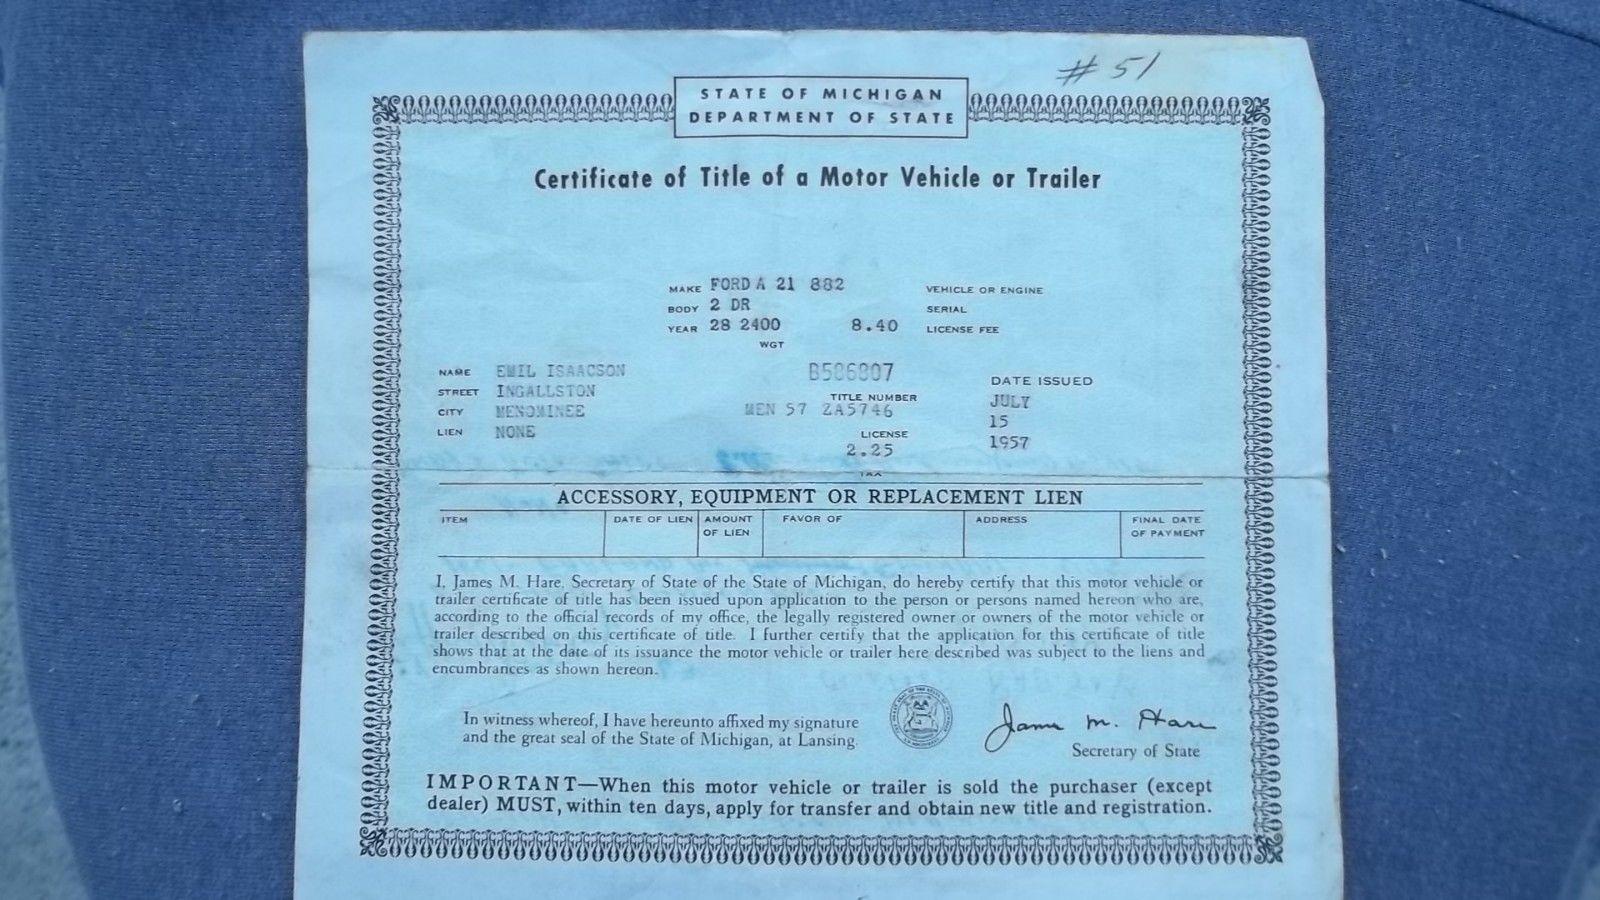 # 51
STATE OF MICHIGAN
DEPARTMENT OF STATE
Certificate of Title of a Motor Vehicle or Trailer
MAKE FORD A 21 882 VEHICLE OR ENGINE
BODY 2 DR SERIAL
YEAR 28 2400 8.40 LICENSE FEE
WGT
NAME EMIL ISAACSON B586807
DATE ISSUED
STREET INGALLSTON TITLE NUMBER JULY
CITY MENOMINEE MEN 57 ZA5746 15
LIEN NONE LICENSE 1957
2.25
TAX
ACCESSORY, EQUIPMENT OR REPLACEMENT LIEN
ITEM DATE OF LIEN AMOUNT OF LIEN FAVOR OF ADDRESS FINAL DATE OF PAYMENT
I, James M. Hare, Secretary of State of the State of Michigan, do hereby certify that this motor vehicle or
trailer certificate of title has been issued upon application to the person or persons named hereon who are,
according to the official records of my office, the legally registered owner or owners of the motor vehicle or
trailer described on this certificate of title. I further certify that the application for this certificate of title
shows that at the date of its issuance the motor vehicle or trailer here described was subject to the liens and
encumbrances as shown hereon.
In witness whereof, I have hereunto affixed my signature
and the great seal of the State of Michigan, at Lansing.
James M. Hare
Secretary of State
IMPORTANT—When this motor vehicle or trailer is sold the purchaser (except
dealer) MUST, within ten days, apply for transfer and obtain new title and registration.